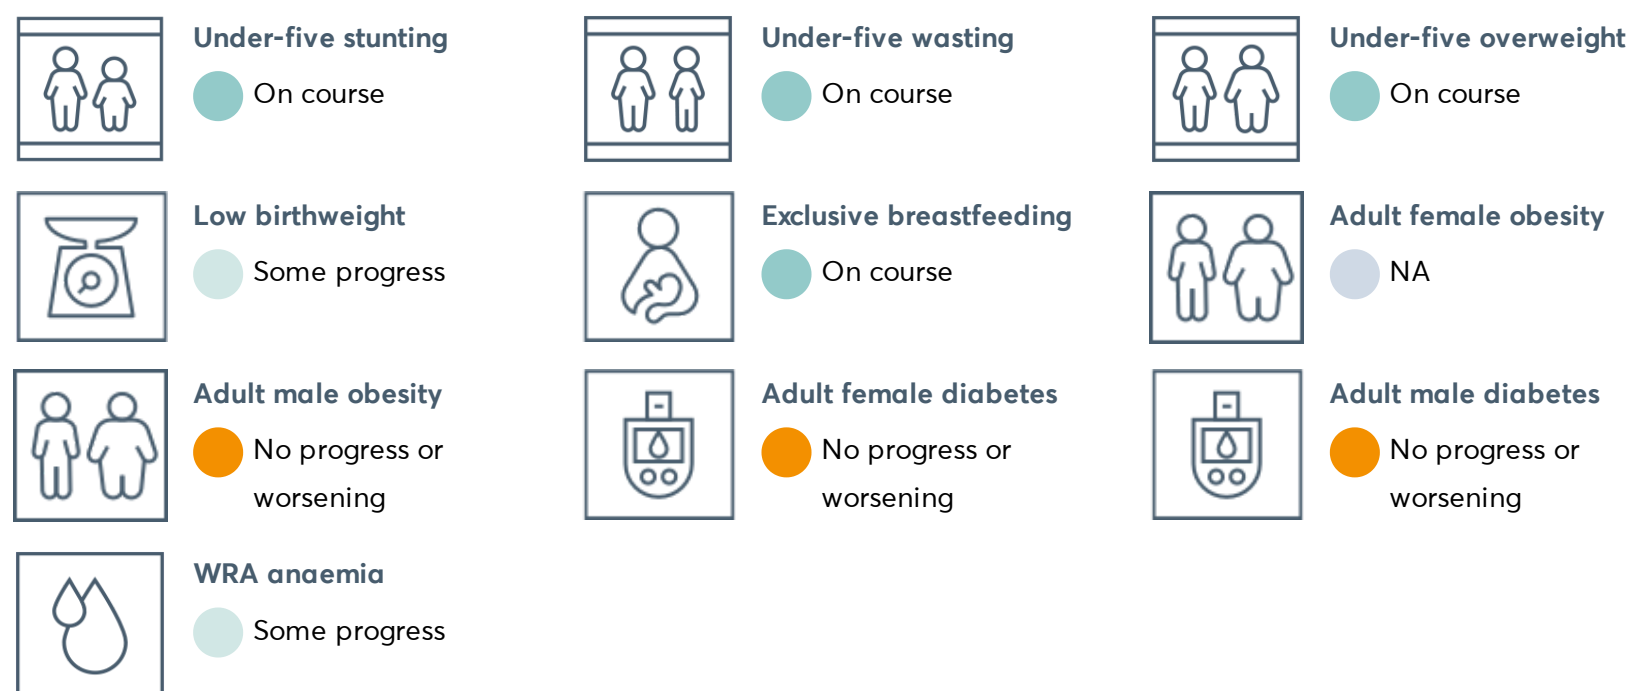 Under-five stunting
On course
Under-five wasting
On course
Under-five overweight
On course
Low birthweight
Some progress
Exclusive breastfeeding
On course
Adult female obesity
NA
Adult male obesity
No progress or
worsening
Adult female diabetes
No progress or
worsening
Adult male diabetes
No progress or
worsening
WRA anaemia
Some progress